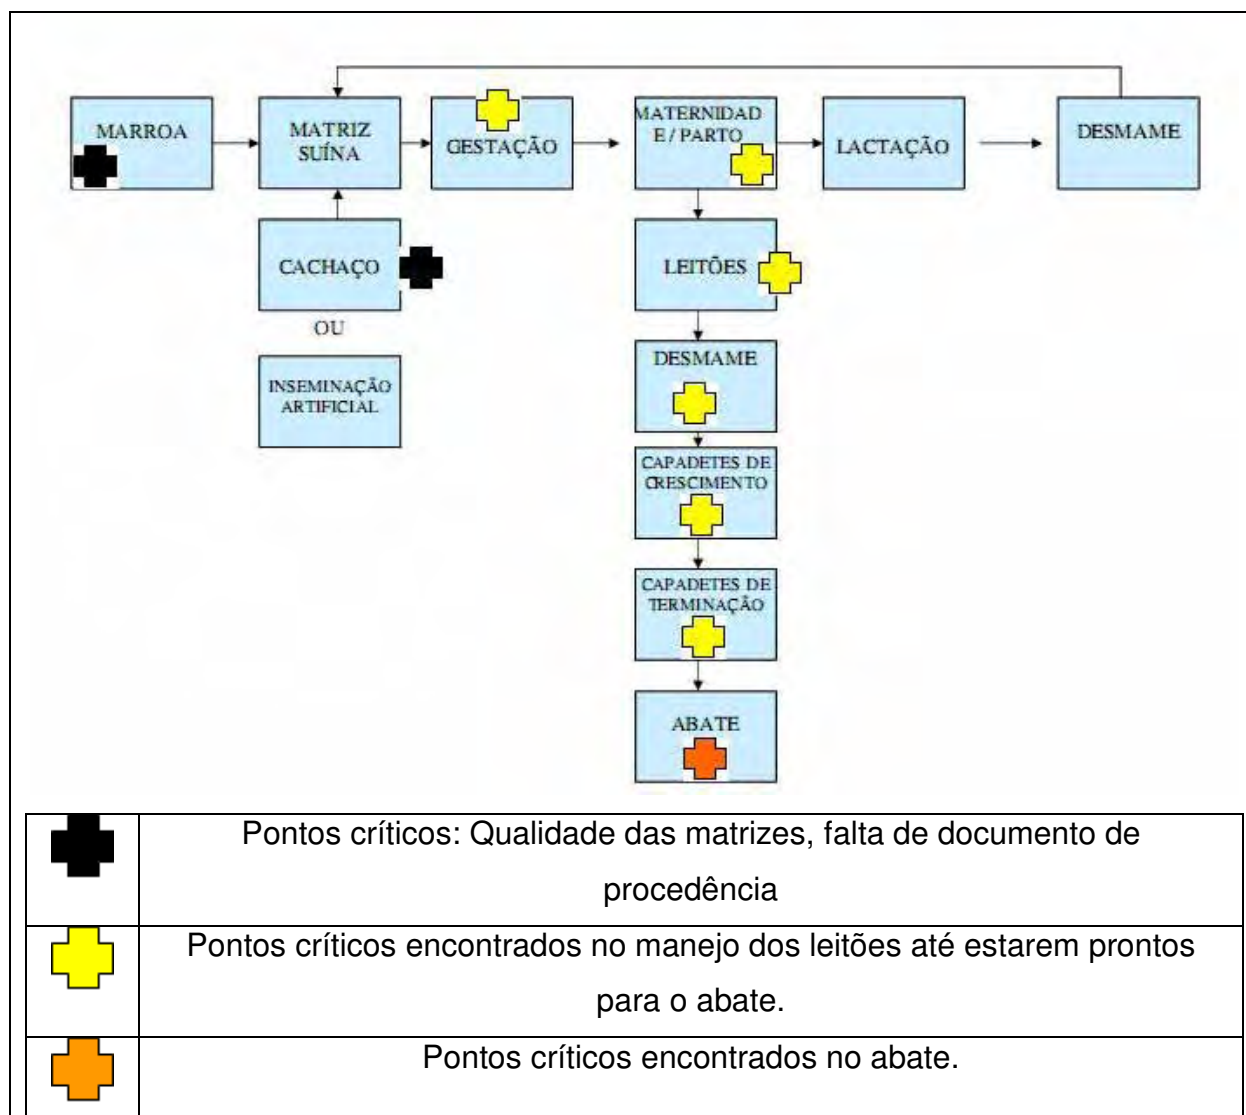 MARROA
MATRIZ
SUÍNA
GESTAÇÃO
MATERNIDAD
E / PARTO
LACTAÇÃO
DESMAME
CACHAÇO
OU
INSEMINAÇÃO
ARTIFICIAL
LEITÕES
DESMAME
CAPADETES DE
CRESCIMENTO
CAPADETES DE
TERMINAÇÃO
ABATE
Pontos críticos: Qualidade das matrizes, falta de documento de
procedência
Pontos críticos encontrados no manejo dos leitões até estarem prontos
para o abate.
Pontos críticos encontrados no abate.